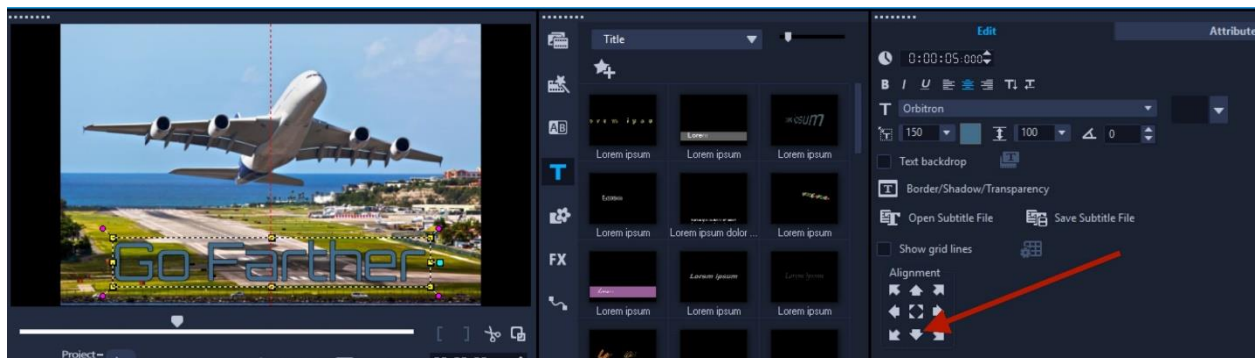 Go Farther
Project
Title
AB
T
FX
Lorem ipsum
Lorem ipsum
Lorem ipsum
Lorem ipsum
Lorem ipsum dolor ...
Lorem ipsum
Lorem ipsum
Lorem ipsum
Lorem ipsum
Edit
Attribute
0:00:05:000
B I U
T Orbitron
150 100 0
Text backdrop
Border/Shadow/Transparency
Open Subtitle File Save Subtitle File
Show grid lines
Alignment